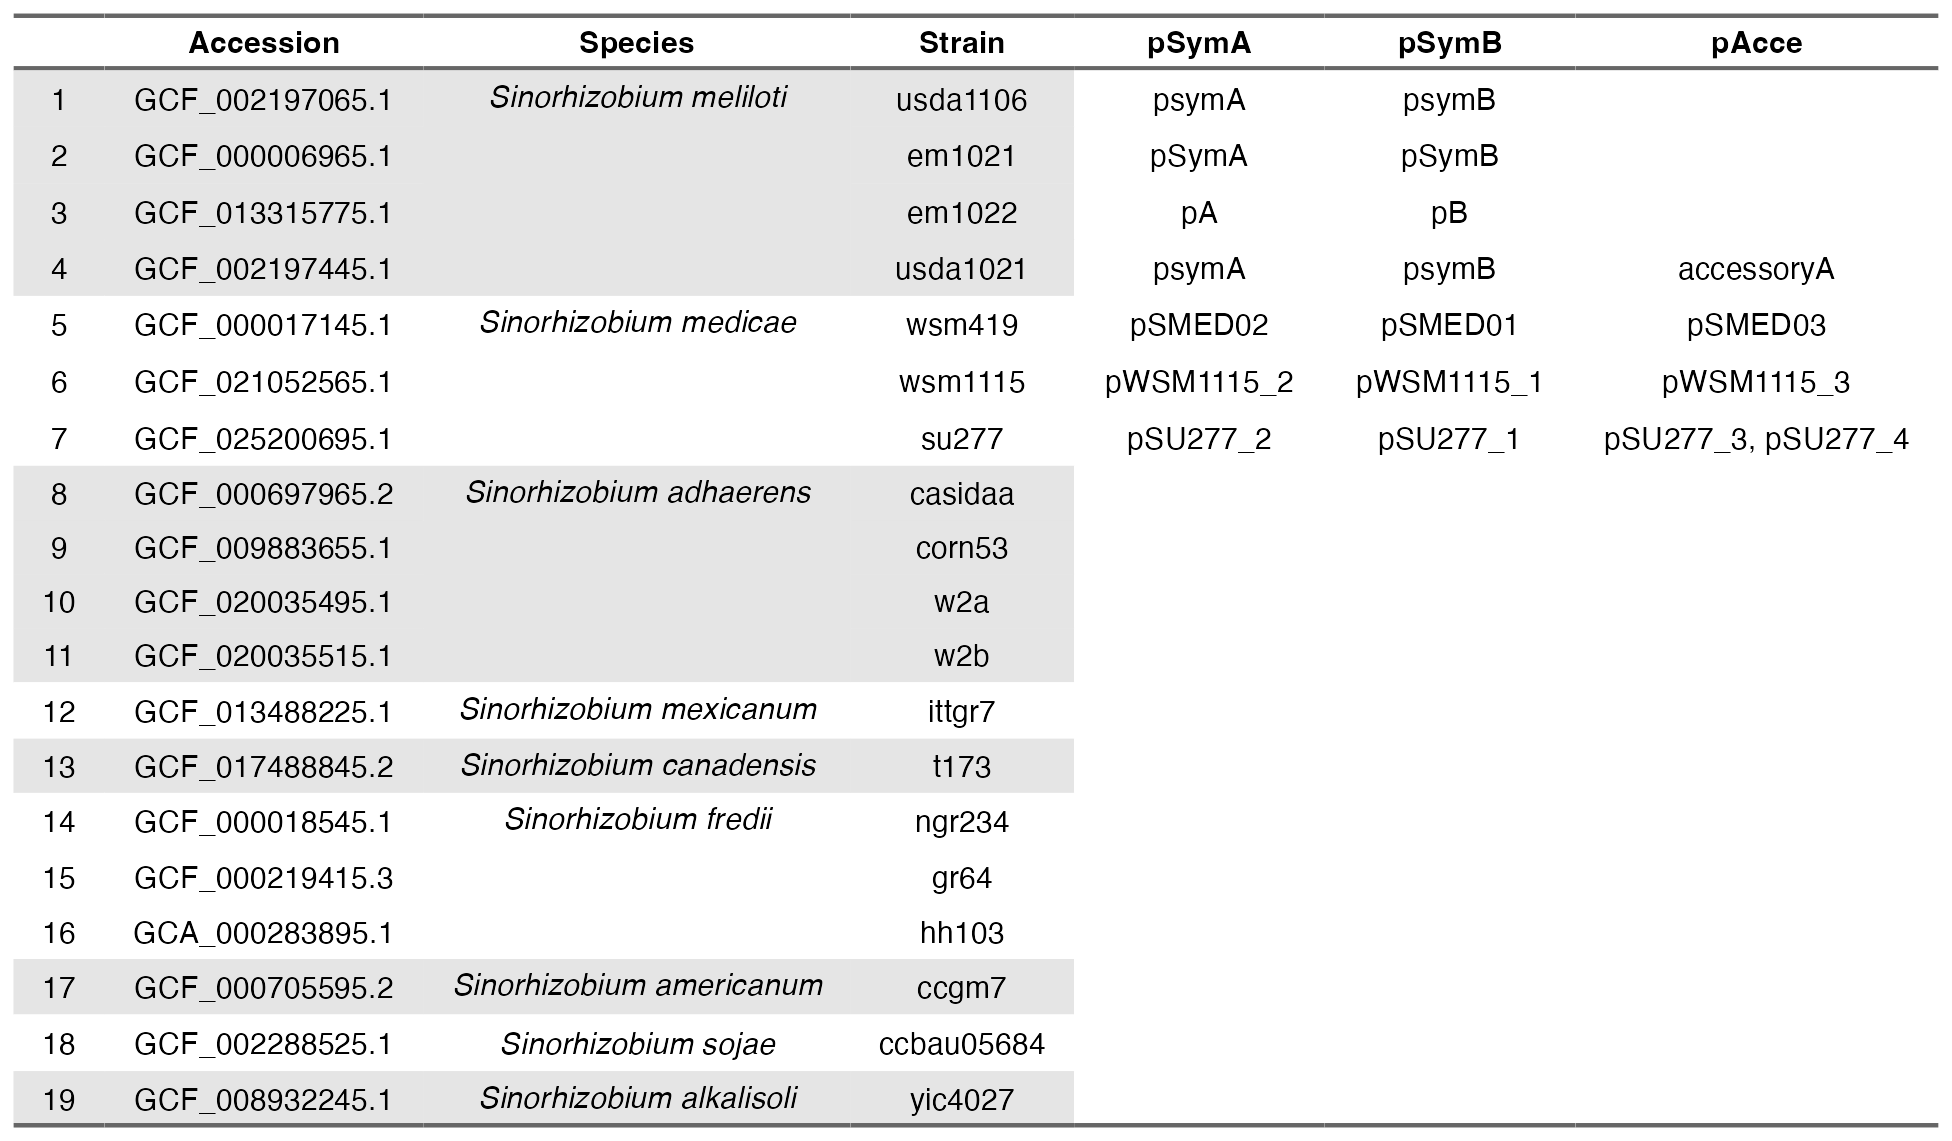 Accession Species Strain pSymA pSymB pAcce
1 GCF_002197065.1 Sinorhizobium meliloti usda1106 psymA psymB
2 GCF_000006965.1 em1021 pSymA pSymB
3 GCF_013315775.1 em1022 pA pB
4 GCF_002197445.1 usda1021 psymA psymB accessoryA
5 GCF_000017145.1 Sinorhizobium medicae wsm419 pSMED02 pSMED01 pSMED03
6 GCF_021052565.1 wsm1115 pWSM1115_2 pWSM1115_1 pWSM1115_3
7 GCF_025200695.1 su277 pSU277_2 pSU277_1 pSU277_3, pSU277_4
8 GCF_000697965.2 Sinorhizobium adhaerens casidaa
9 GCF_009883655.1 corn53
10 GCF_020035495.1 w2a
11 GCF_020035515.1 w2b
12 GCF_013488225.1 Sinorhizobium mexicanum ittgr7
13 GCF_017488845.2 Sinorhizobium canadensis t173
14 GCF_000018545.1 Sinorhizobium fredii ngr234
15 GCF_000219415.3 gr64
16 GCA_000283895.1 hh103
17 GCF_000705595.2 Sinorhizobium americanum ccgm7
18 GCF_002288525.1 Sinorhizobium sojae ccbau05684
19 GCF_008932245.1 Sinorhizobium alkalisoli yic4027